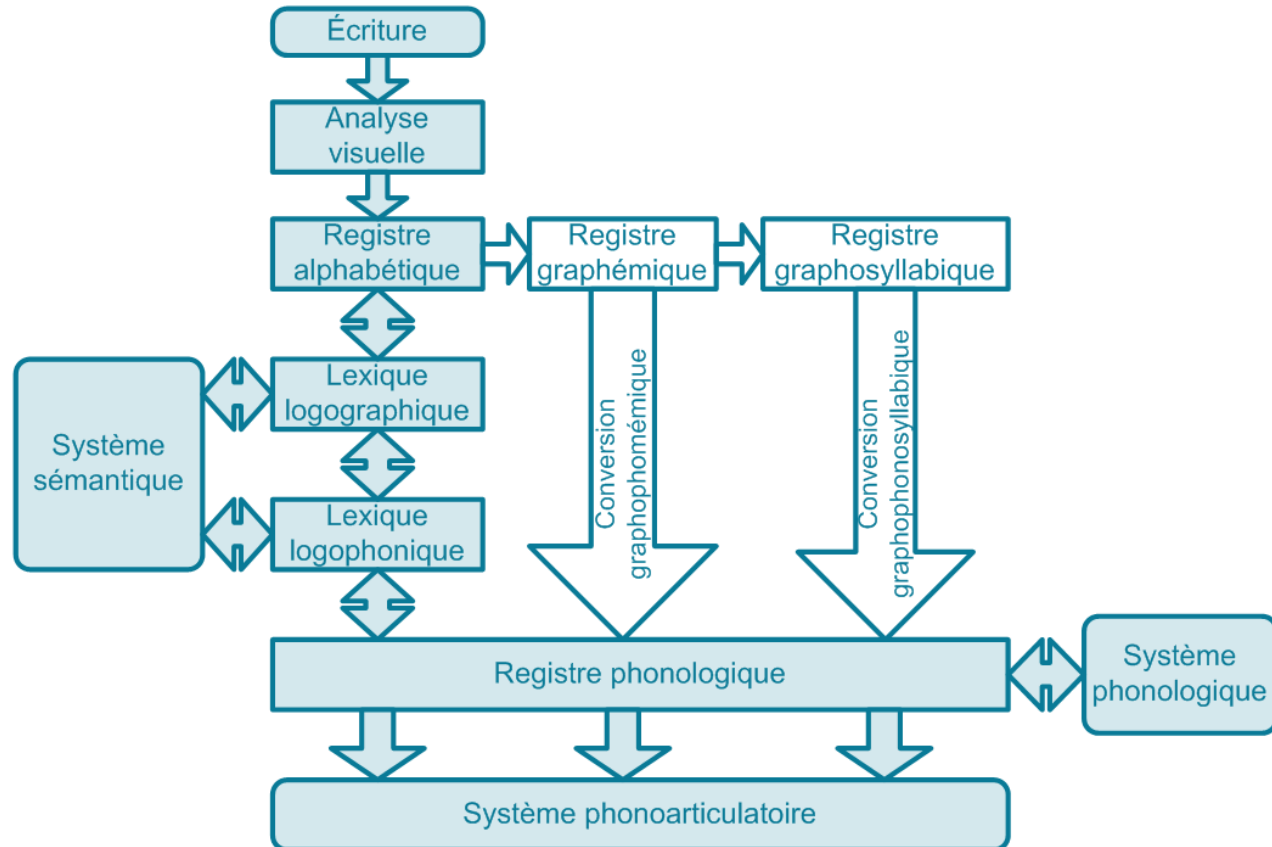 Écriture
Analyse
visuelle
Registre
alphabétique
Registre
graphémique
Registre
graphosyllabique
Lexique
logographique
Système
sémantique
Lexique
logophonique
Conversion
graphophomémique
Conversion
graphophonosyllabique
Registre phonologique
Système
phonologique
Système phonoarticulatoire